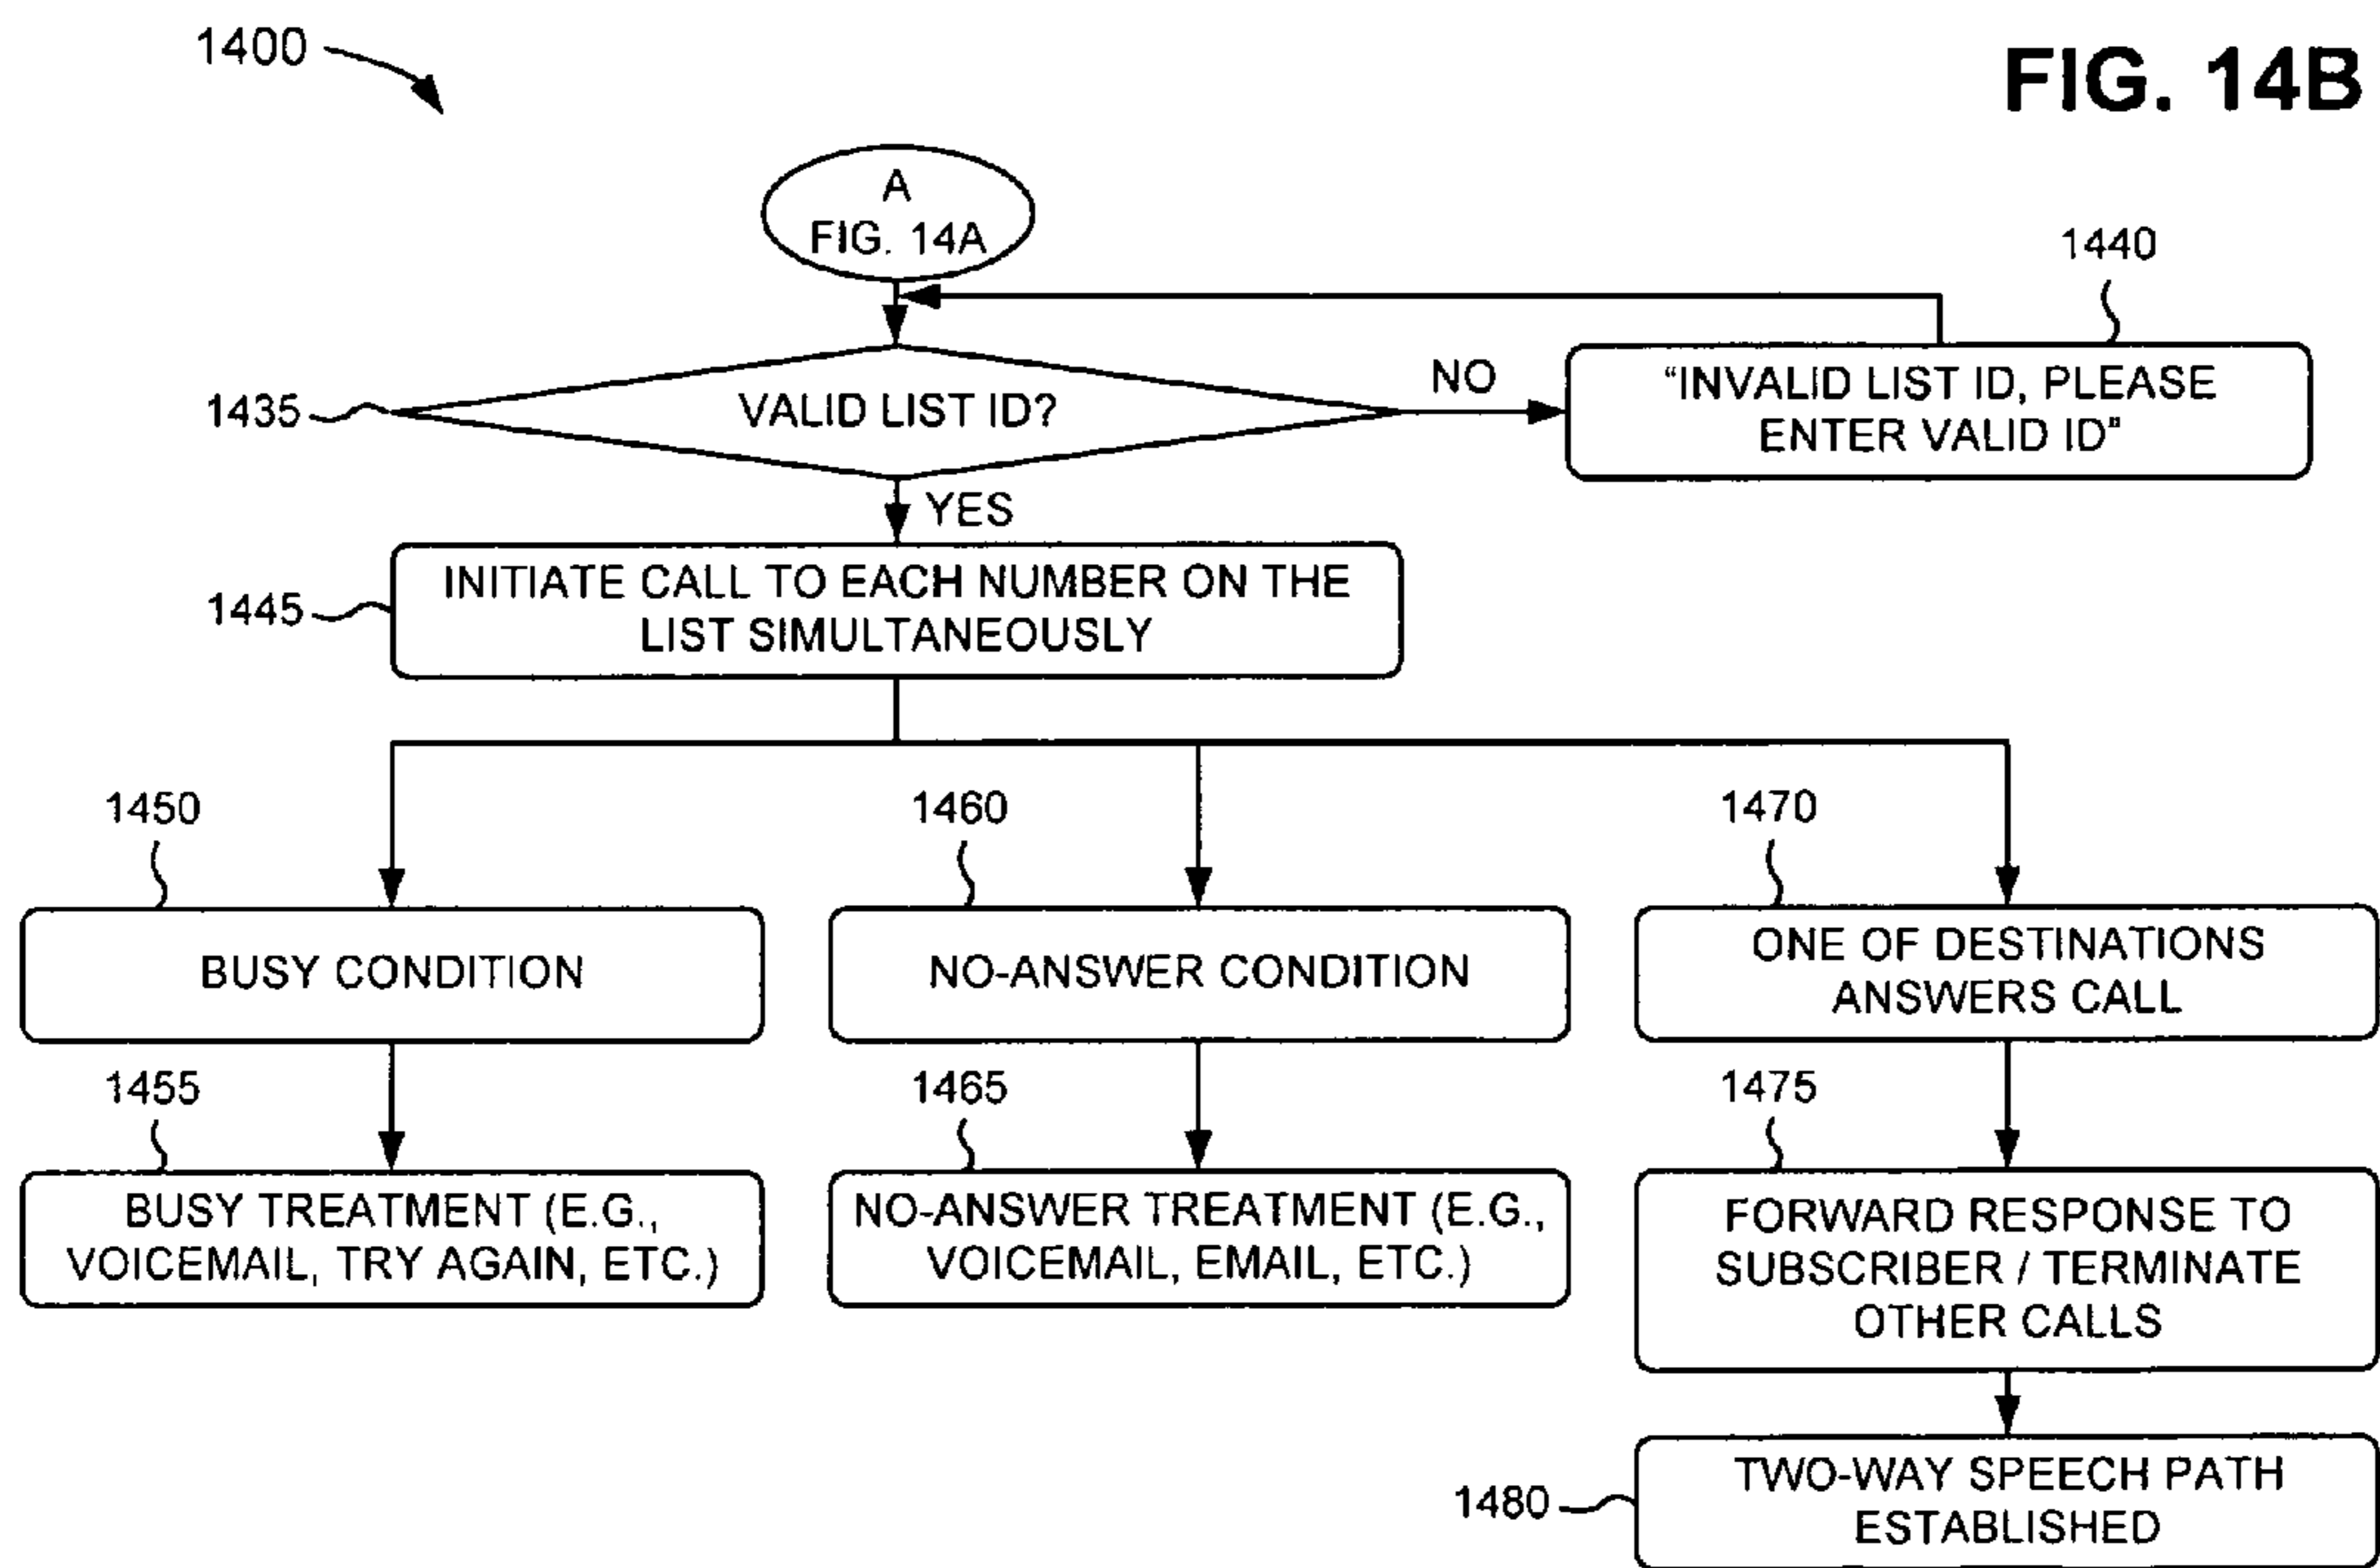 1400
FIG. 14B
A
FIG. 14A
1440
1435
VALID LIST ID?
NO
“INVALID LIST ID, PLEASE
ENTER VALID ID”
YES
1445
INITIATE CALL TO EACH NUMBER ON THE
LIST SIMULTANEOUSLY
1450
1460
1470
BUSY CONDITION
NO-ANSWER CONDITION
ONE OF DESTINATIONS
ANSWERS CALL
1455
1465
1475
BUSY TREATMENT (E.G.,
VOICEMAIL, TRY AGAIN, ETC.)
NO-ANSWER TREATMENT (E.G.,
VOICEMAIL, EMAIL, ETC.)
FORWARD RESPONSE TO
SUBSCRIBER / TERMINATE
OTHER CALLS
1480
TWO-WAY SPEECH PATH
ESTABLISHED